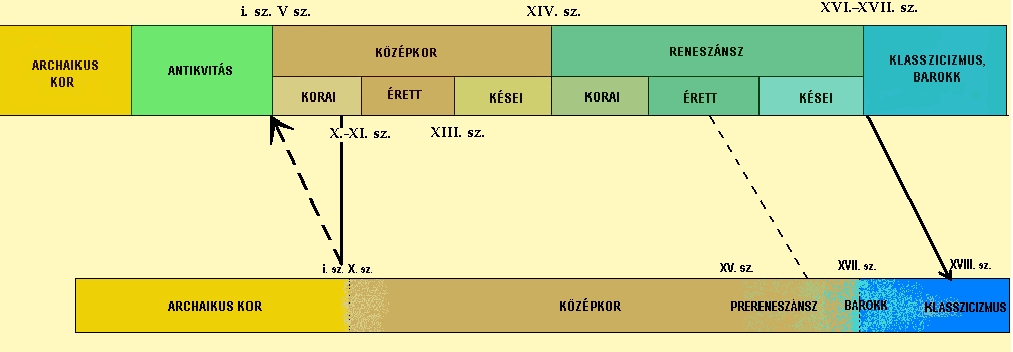 i. sz. V sz.
XIV. sz.
XVI.–XVII. sz.
ARCHAIKUS
KOR
ANTIKVITÁS
KÖZÉPKOR
RENESZÁNSZ
KLASSZICIZMUS,
BAROKK
KORAI
ÉRETT
KÉSEI
KORAI
ÉRETT
KÉSEI
X.–XI. sz.
XIII. sz.
i. sz. X. sz.
XV. sz.
XVII. sz.
XVIII. sz.
ARCHAIKUS KOR
KÖZÉPKOR
PRERENESZÁNSZ
BAROKK
KLASSZICIZMUS